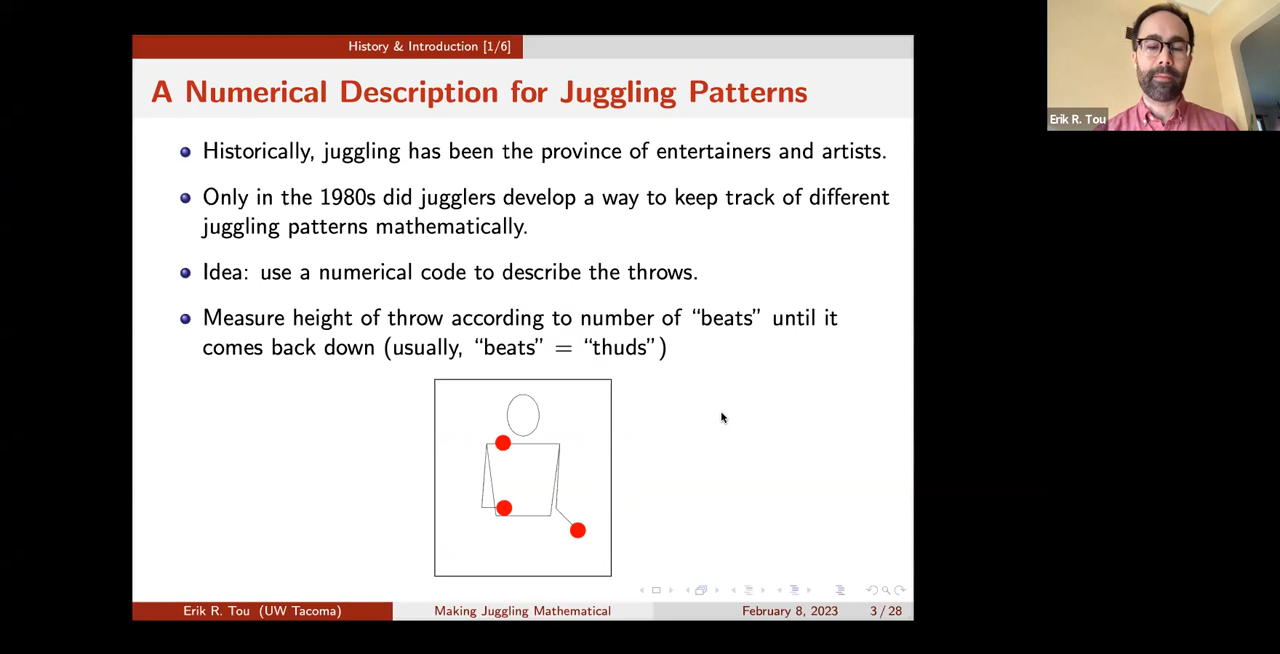 History & Introduction [1/6]
A Numerical Description for Juggling Patterns
Historically, juggling has been the province of entertainers and artists.
Only in the 1980s did jugglers develop a way to keep track of different
juggling patterns mathematically.
Idea: use a numerical code to describe the throws.
Measure height of throw according to number of “beats” until it
comes back down (usually, “beats” = “thuds”)
Erik R. Tou (UW Tacoma)
Making Juggling Mathematical
February 8, 2023
3 / 28
Erik R. Tou